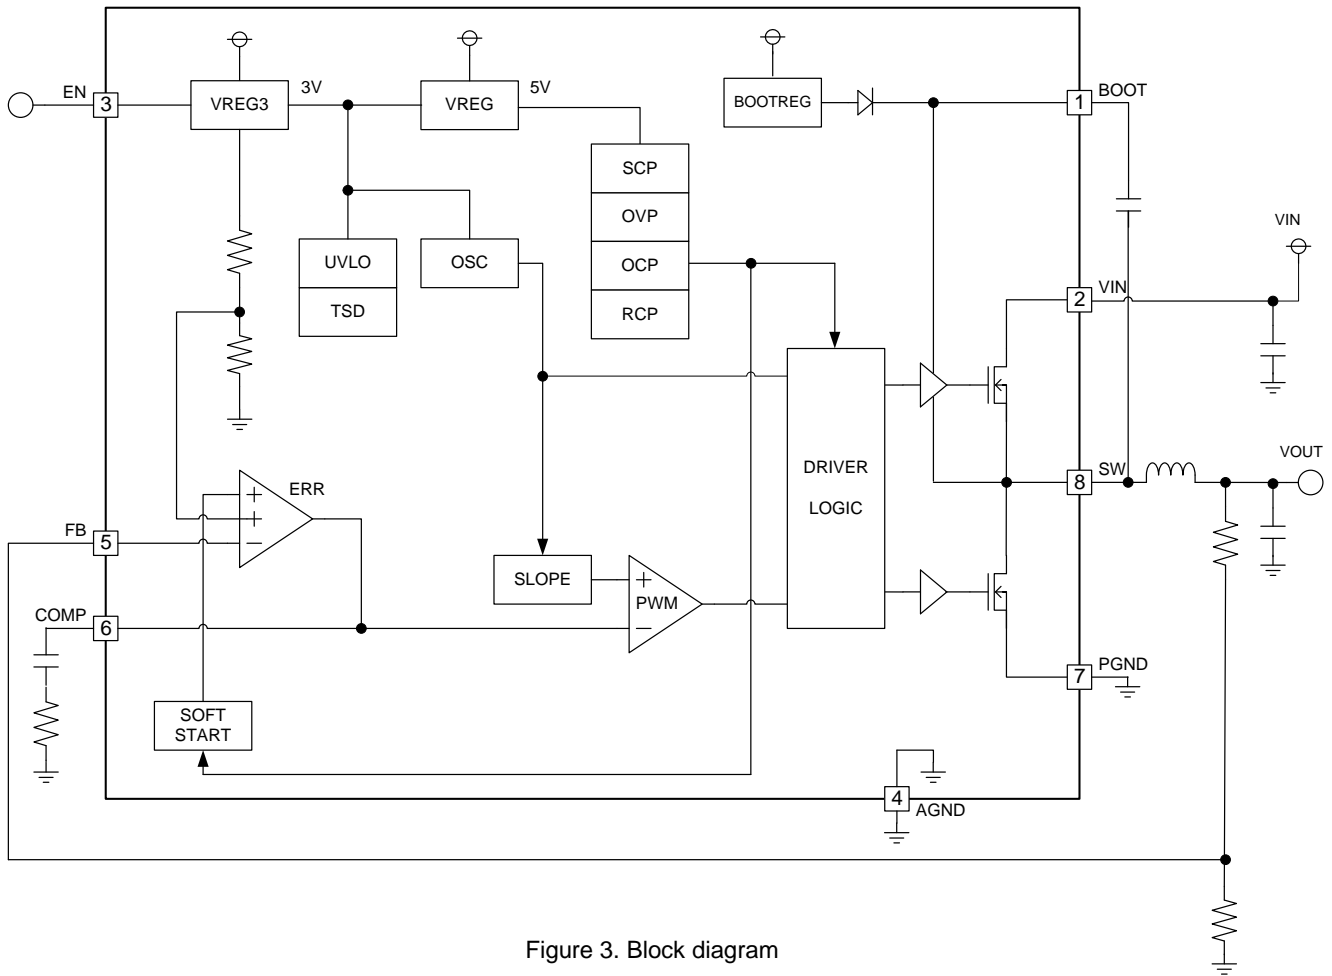 EN
3
VREG3
3V
VREG
5V
BOOTREG
1
BOOT
SCP
OVP
OCP
RCP
UVLO
TSD
OSC
VIN
2
VIN
DRIVER
LOGIC
ERR
+
+
−
FB
5
SW
8
VOUT
SLOPE
+
PWM
−
COMP
6
PGND
7
SOFT
START
4
AGND
Figure 3. Block diagram